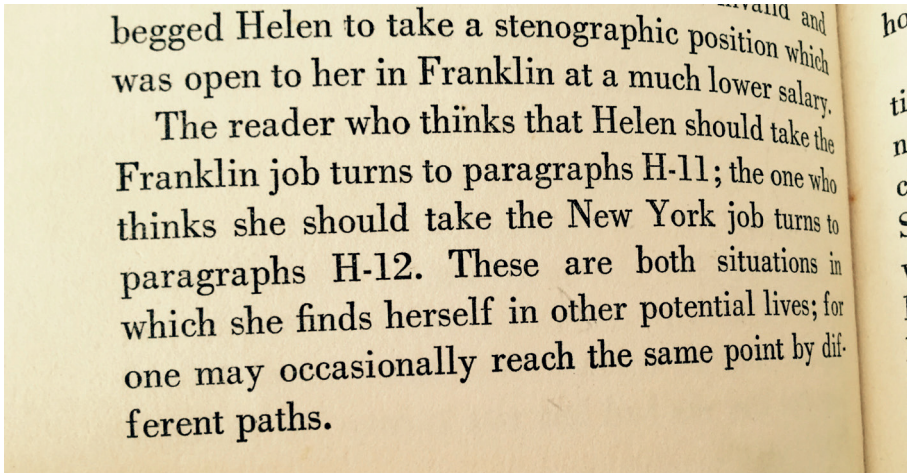 and
begged Helen to take a stenographic position which
was open to her in Franklin at a much lower salary.
The reader who thinks that Helen should take the
Franklin job turns to paragraphs H-11; the one who
thinks she should take the New York job turns to
paragraphs H-12. These are both situations in
which she finds herself in other potential lives; for
one may occasionally reach the same point by dif-
ferent paths.